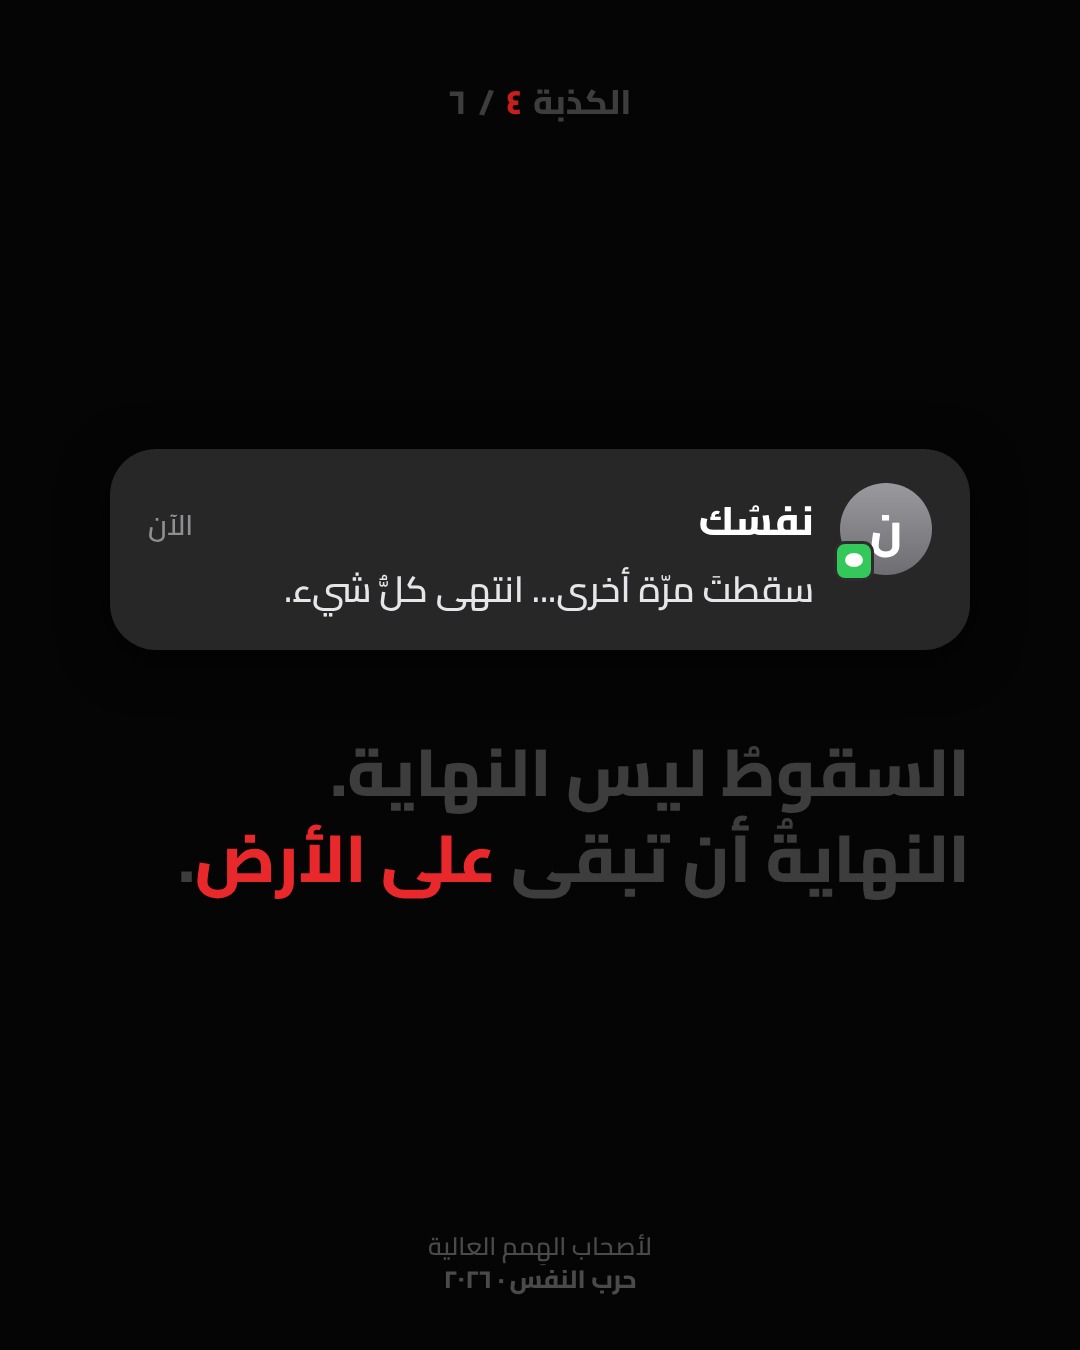 الكذبة ٤ / ٦
ن
نفسُك
الآن
سقطتَ مرّة أخرى... انتهى كلُّ شيء.
السقوطُ ليس النهاية.
النهايةُ أن تبقى على الأرض.
لأصحاب الهِمم العالية
حرب النفس · ٢٠٢٦